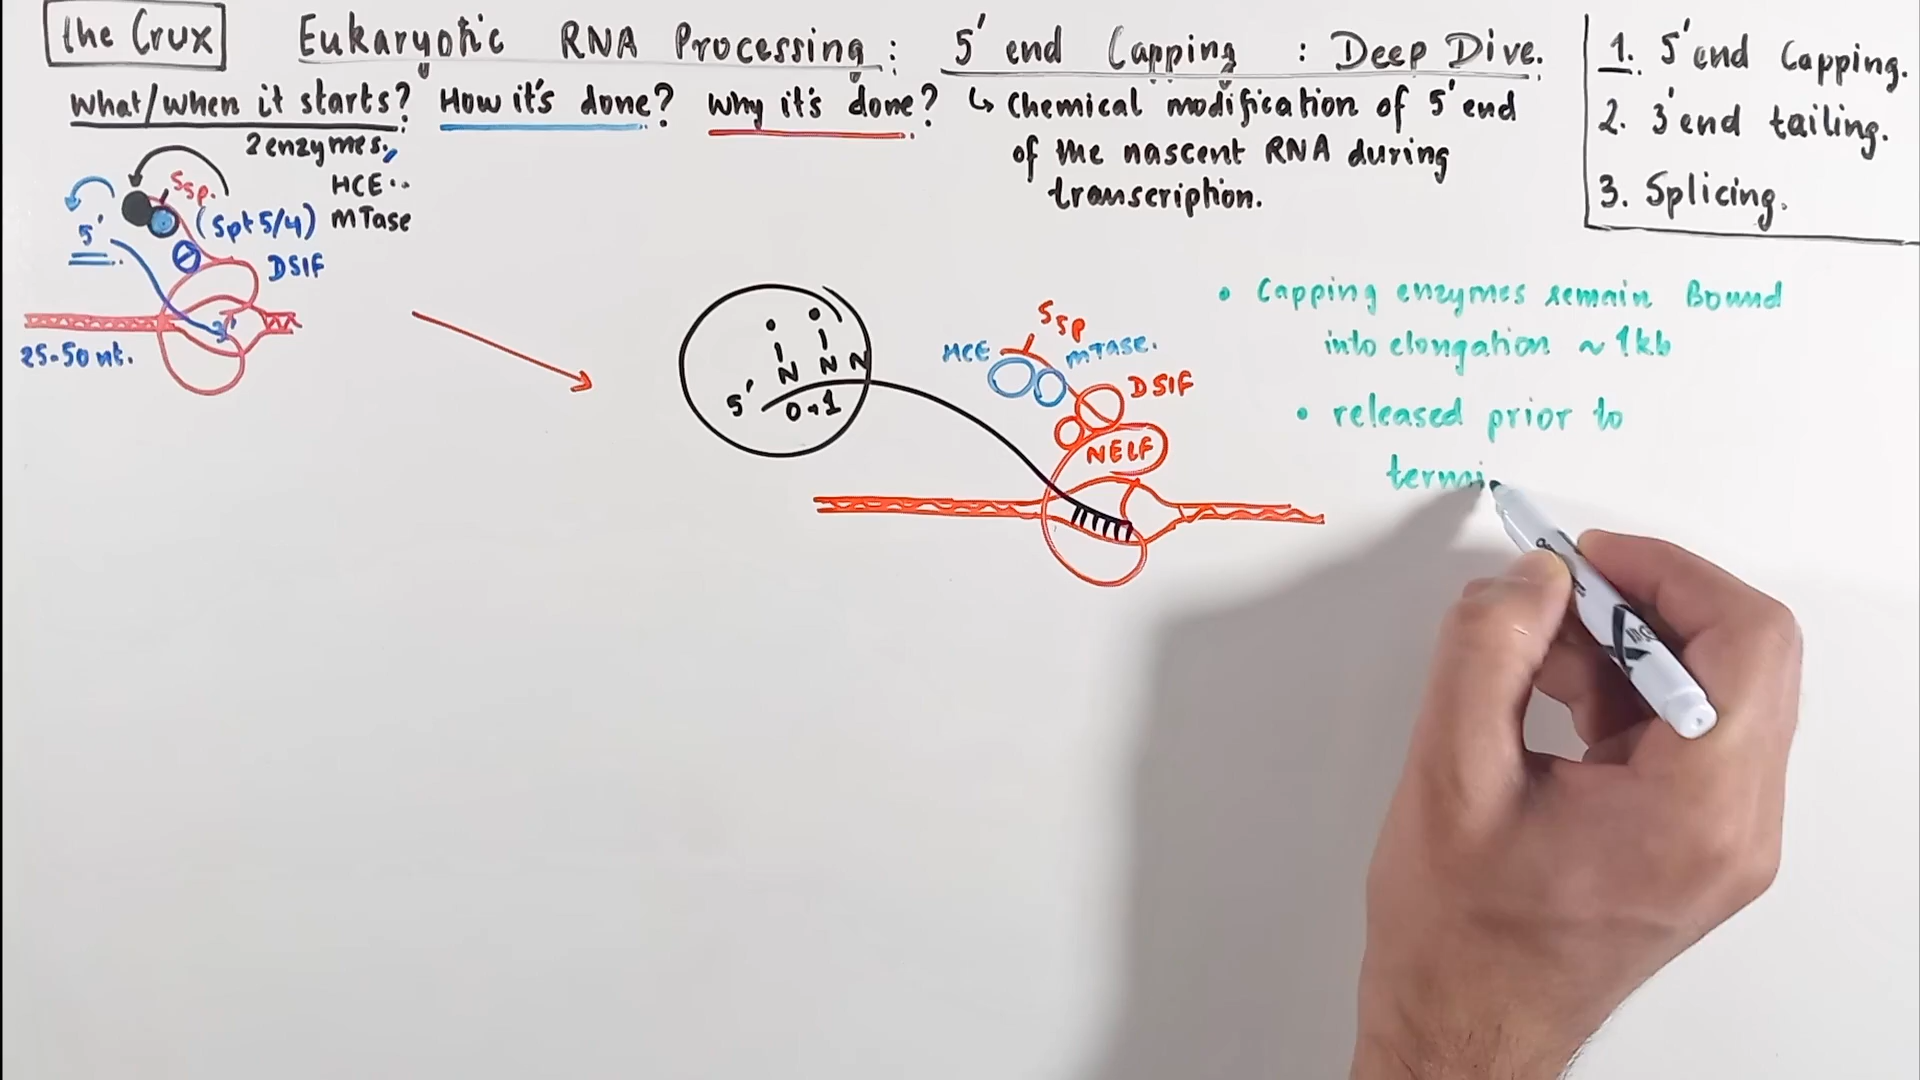 the Crux
Eukaryotic RNA Processing: 5' end Capping : Deep Dive.
what/when it starts? How it's done? why it's done?
↳ chemical modification of 5' end
of the nascent RNA during
transcription.
1. 5' end Capping.
2. 3' end tailing.
3. Splicing.
2 enzymes.
HCE..
mTase
S5P.
(Spt 5/4)
DSIF
5'
3'
25-50 nt.
N N N
5'
0 1
S5P
HCE
mTASE.
DSIF
NELF
• Capping enzymes remain Bound
into elongation ~ 1kb
• released prior to